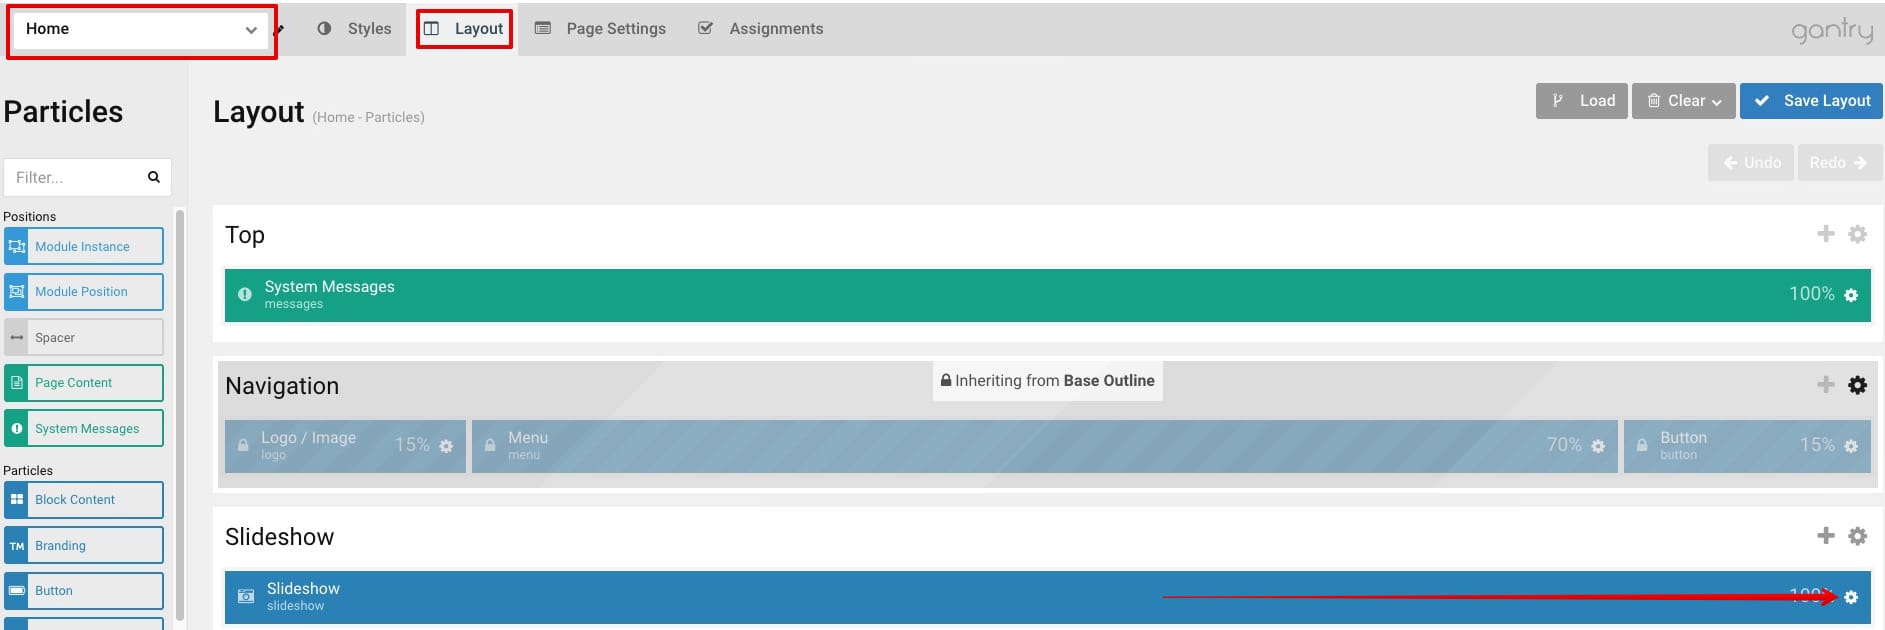 Home
Styles
Layout
Page Settings
Assignments
gantry
Particles
Layout (Home - Particles)
Load
Clear
Save Layout
Undo
Redo
Filter...
Positions
Module Instance
Module Position
Spacer
Page Content
System Messages
Particles
Block Content
TM Branding
Button
Top
System Messages
messages
100%
Navigation
Inheriting from Base Outline
Logo / Image
logo
15%
Menu
menu
70%
Button
button
15%
Slideshow
Slideshow
slideshow
100%